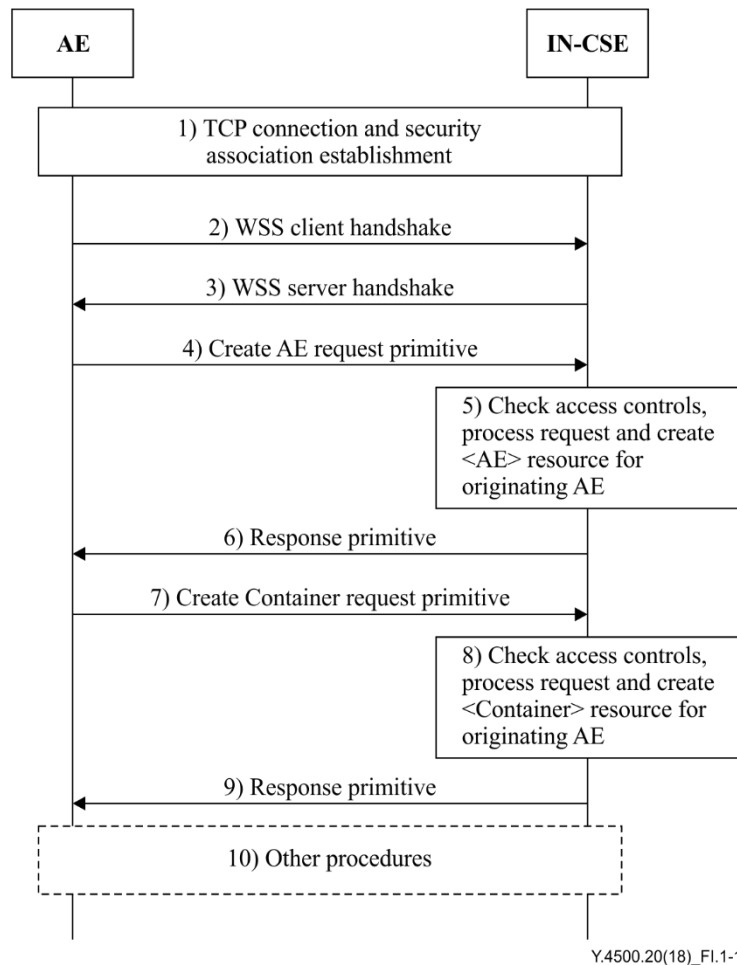 AE
IN-CSE
1) TCP connection and security
association establishment
2) WSS client handshake
3) WSS server handshake
4) Create AE request primitive
5) Check access controls,
process request and create
<AE> resource for
originating AE
6) Response primitive
7) Create Container request primitive
8) Check access controls,
process request and create
<Container> resource for
originating AE
9) Response primitive
10) Other procedures
Y.4500.20(18)_FI.1-1